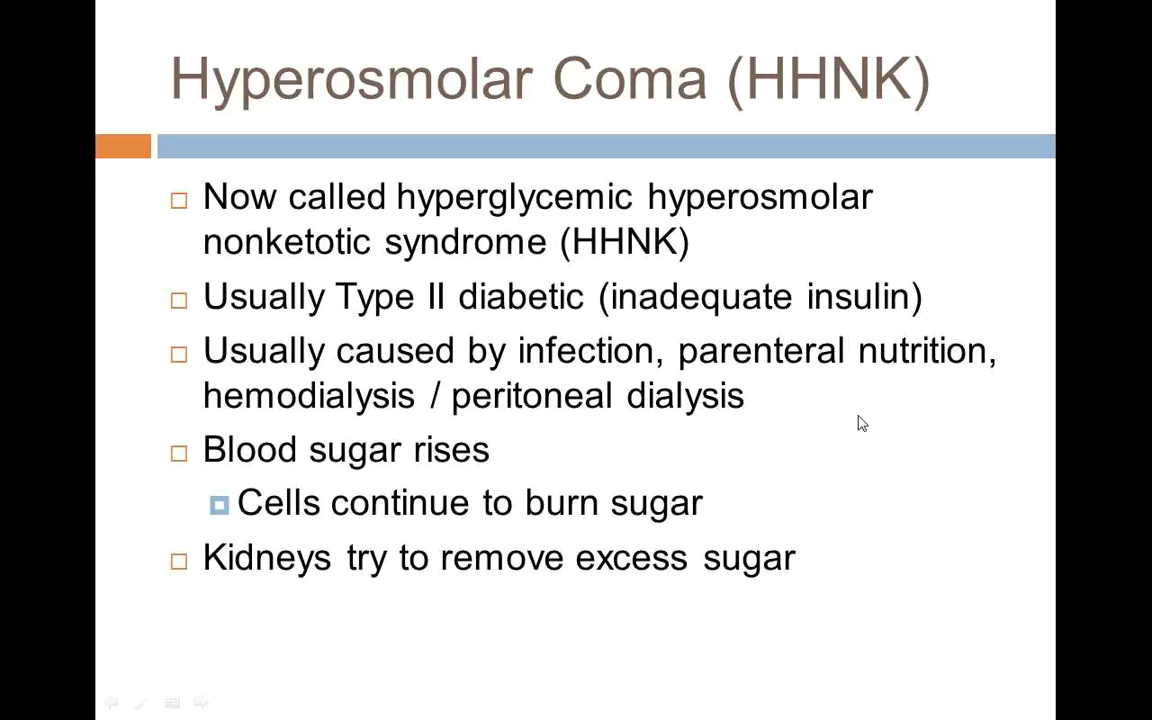 Hyperosmolar Coma (HHNK)
Now called hyperglycemic hyperosmolar
nonketotic syndrome (HHNK)
Usually Type II diabetic (inadequate insulin)
Usually caused by infection, parenteral nutrition,
hemodialysis / peritoneal dialysis
Blood sugar rises
Cells continue to burn sugar
Kidneys try to remove excess sugar